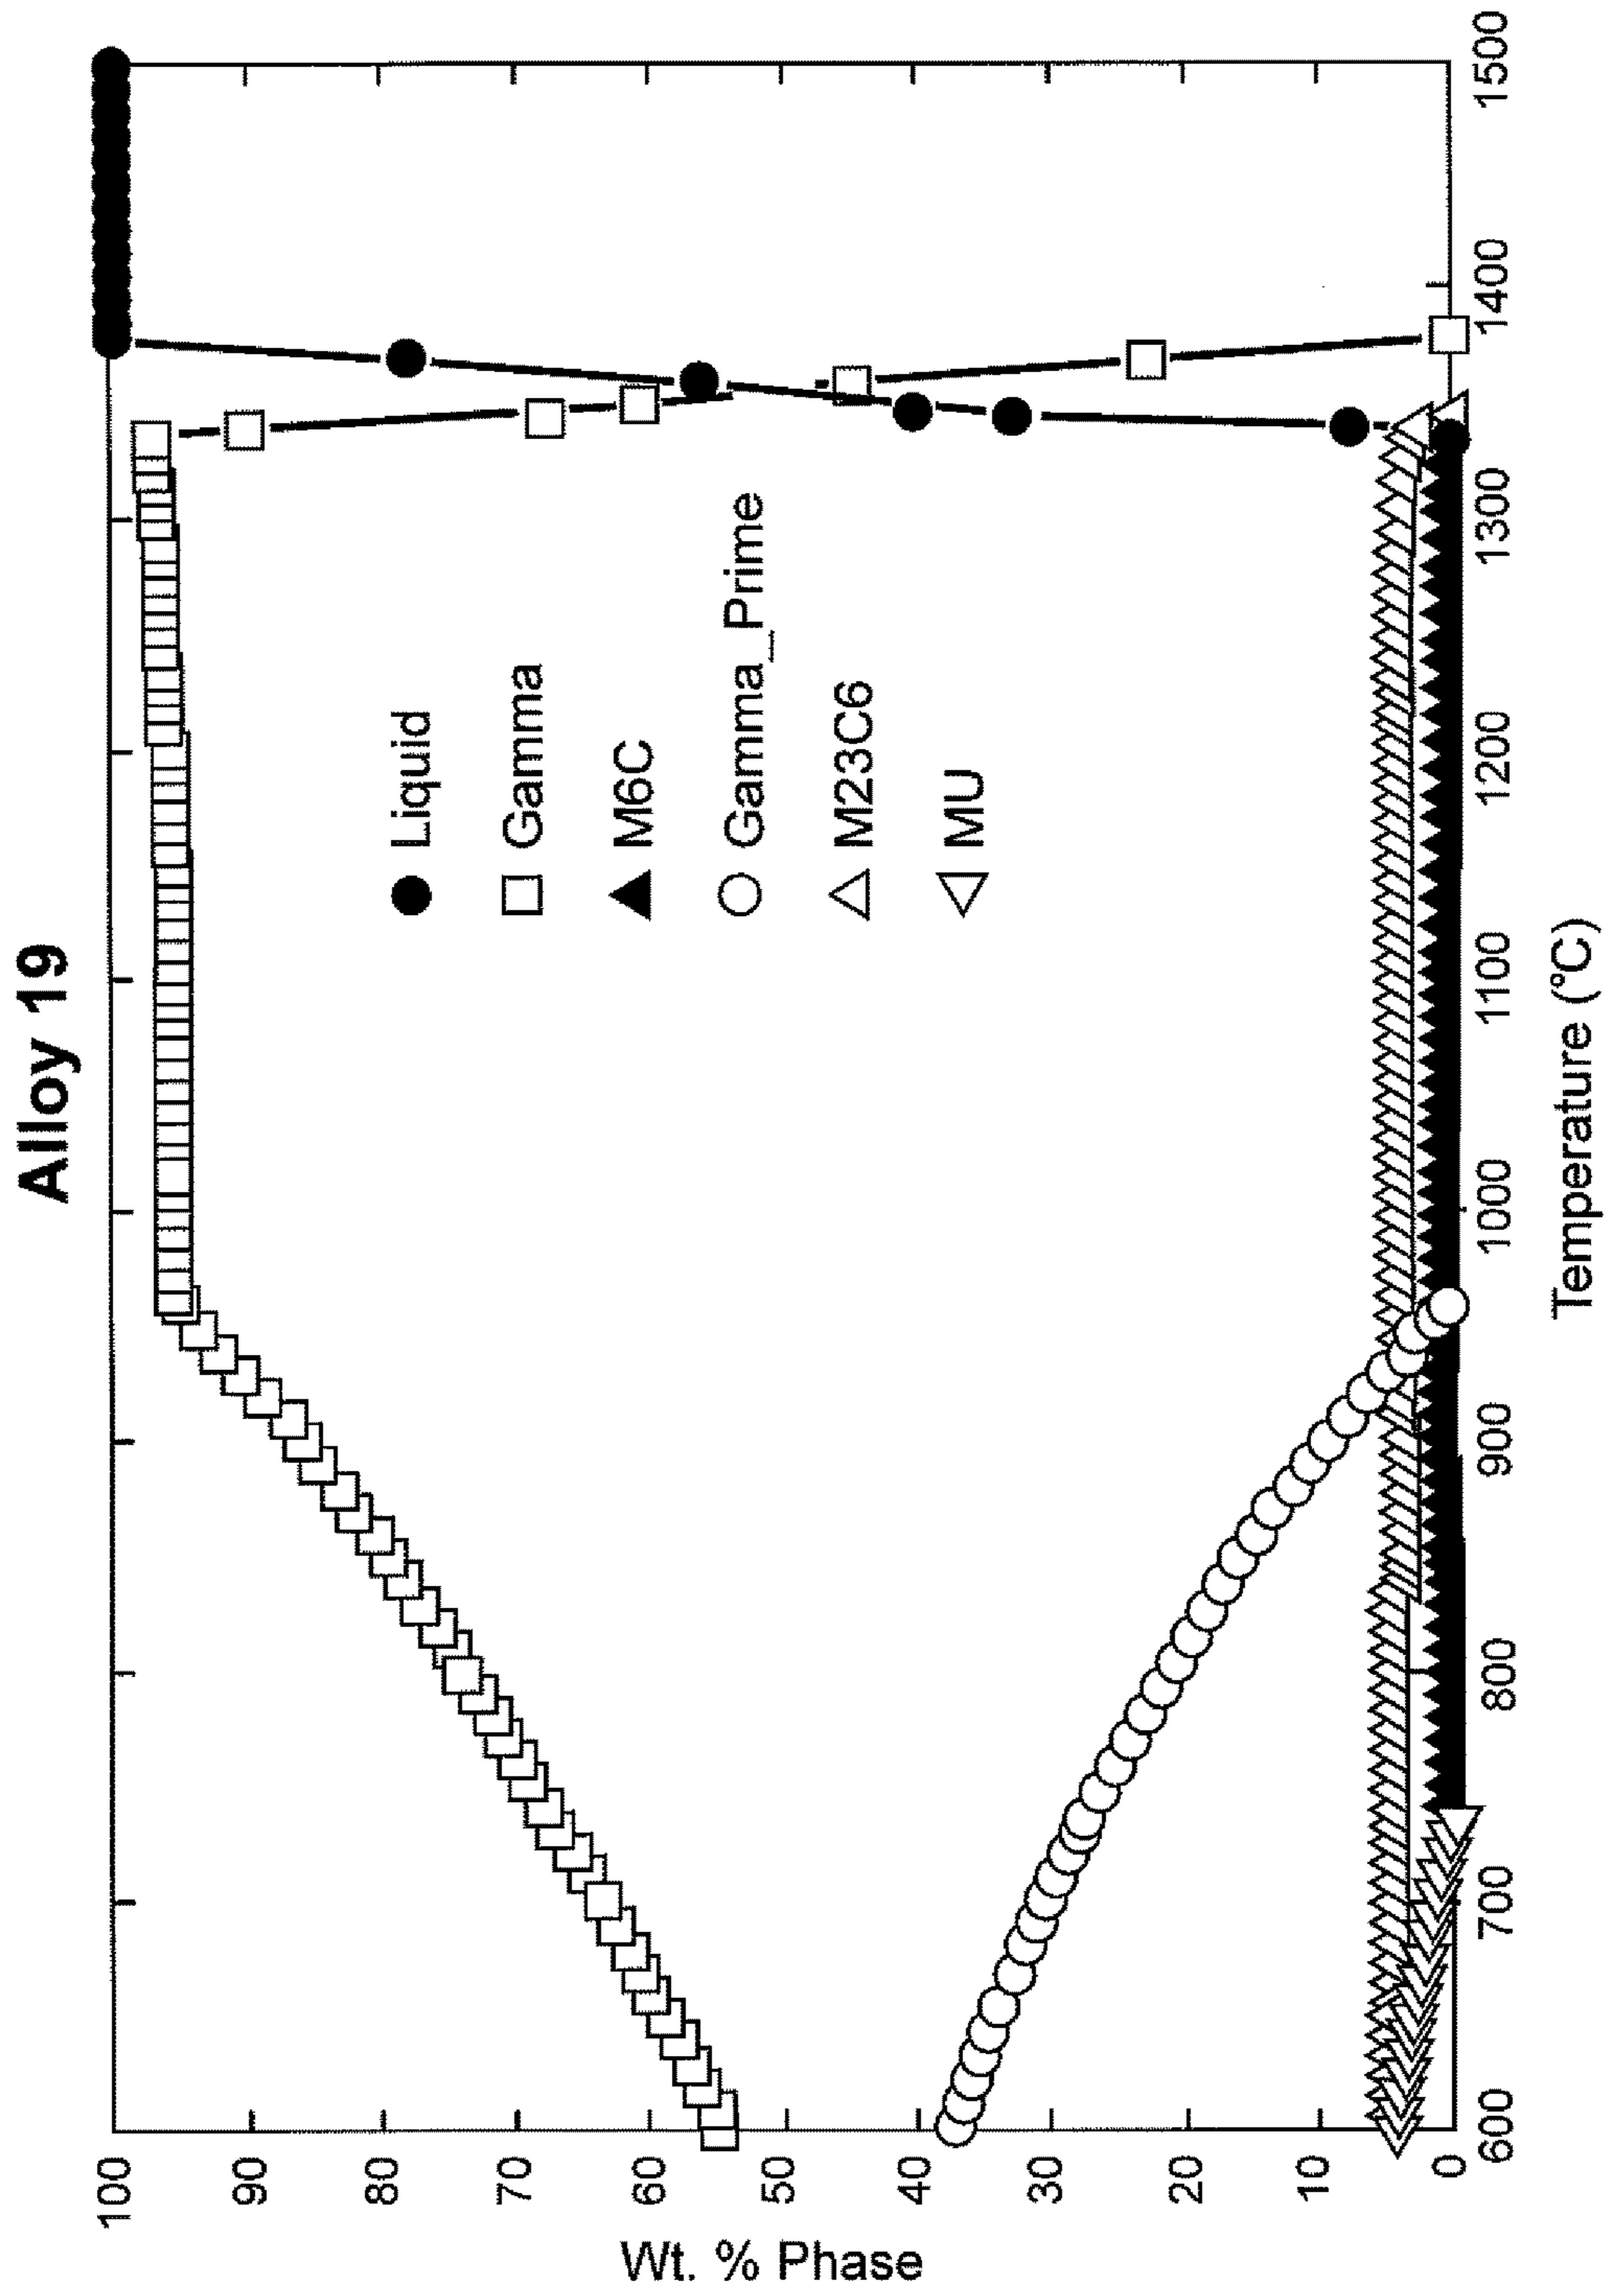 Alloy 19
Wt. % Phase
100
90
80
70
60
50
40
30
20
10
0
Liquid
Gamma
M6C
Gamma_Prime
M23C6
MU
600
700
800
900
1000
1100
1200
1300
1400
1500
Temperature (°C)